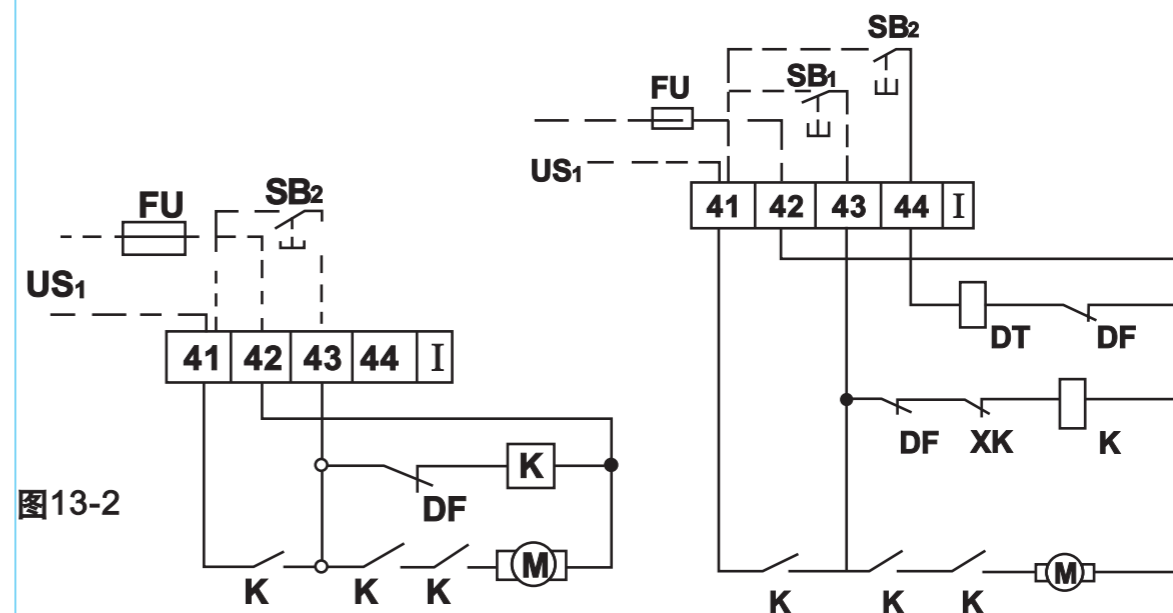 FU
SB2
US1
41 42 43 44 I
K
DF
K K K M
图13-2
SB2
SB1
FU
US1
41 42 43 44 I
DT DF
DF XK K
K K K M